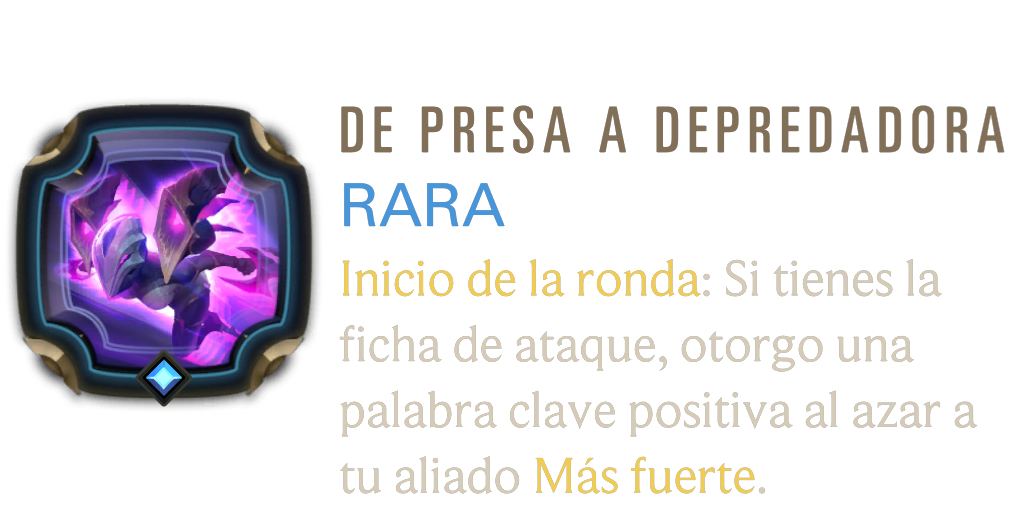 DE PRESA A DEPREDADORA
RARA
Inicio de la ronda: Si tienes la
ficha de ataque, otorgo una
palabra clave positiva al azar a
tu aliado Más fuerte.